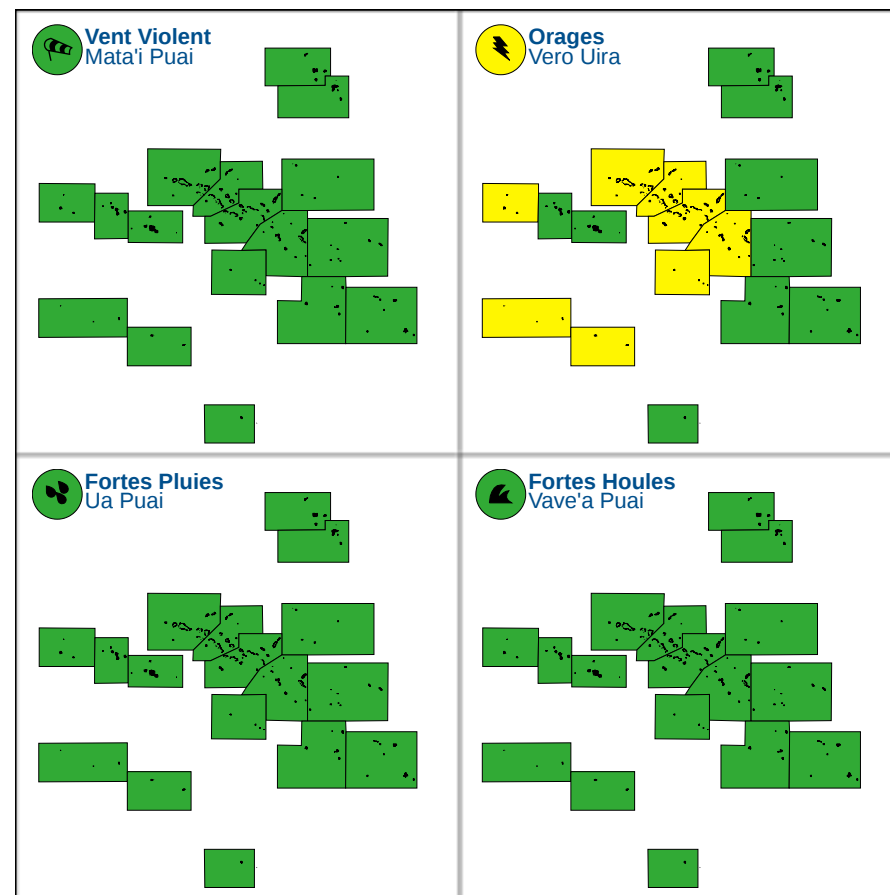 Vent Violent
Mata'i Puai
Orages
Vero Uira
Fortes Pluies
Ua Puai
Fortes Houles
Vave'a Puai